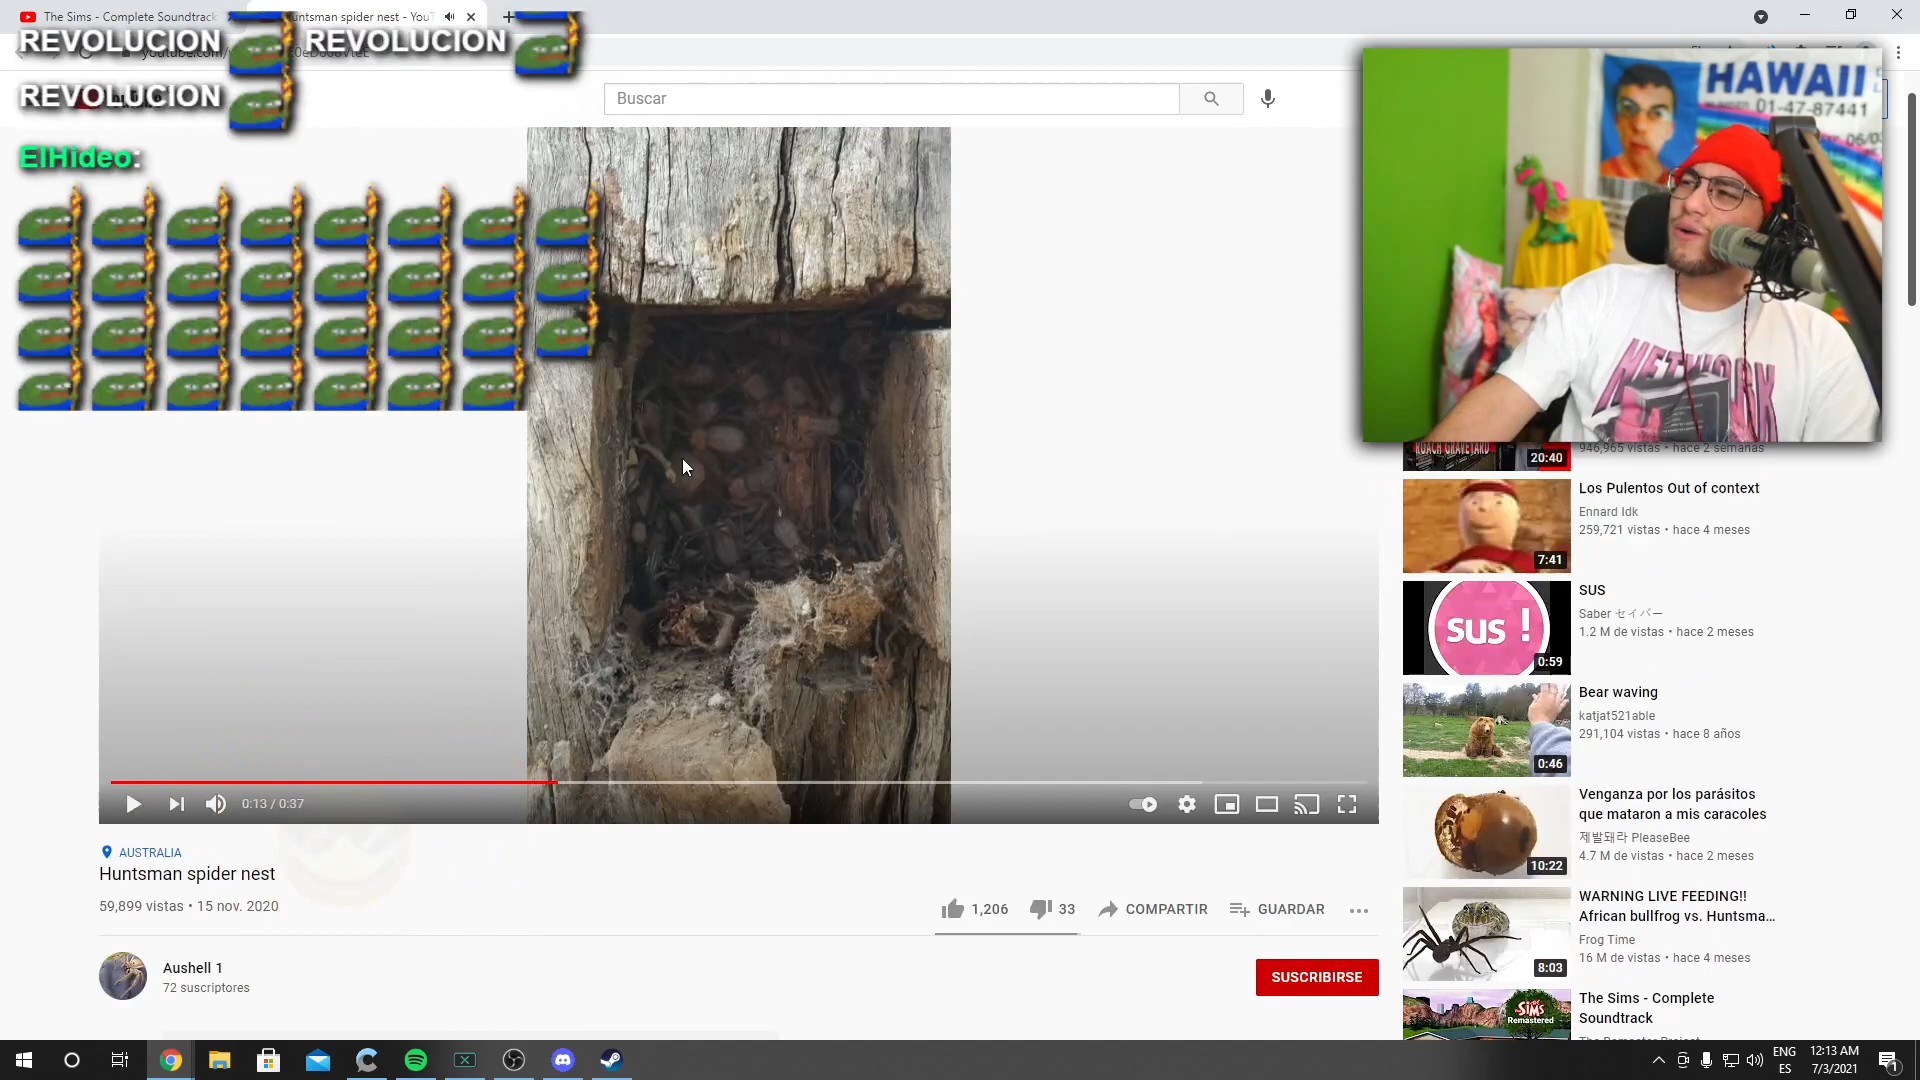 The Sims - Complete Soundtrack
untsman spider nest - YouT
REVOLUCION REVOLUCION
REVOLUCION
ElHideo:
Buscar
HAWAII
01-47-87441
NETWORK
0:13 / 0:37
AUSTRALIA
Huntsman spider nest
59,899 vistas • 15 nov. 2020
1,206
33
COMPARTIR
GUARDAR
Aushell 1
72 suscriptores
SUSCRIBIRSE
ROACH GRAVEYARD
20:40
946,965 vistas • hace 2 semanas
Los Pulentos Out of context
Ennard Idk
259,721 vistas • hace 4 meses
7:41
SUS
Saber セイバー
1.2 M de vistas • hace 2 meses
sus !
0:59
Bear waving
katjat521able
291,104 vistas • hace 8 años
0:46
Venganza por los parásitos
que mataron a mis caracoles
제발돼라 PleaseBee
4.7 M de vistas • hace 2 meses
10:22
WARNING LIVE FEEDING!!
African bullfrog vs. Huntsma...
Frog Time
16 M de vistas • hace 4 meses
8:03
The Sims - Complete
Soundtrack
SiMS
Remastered
ENG
ES
12:13 AM
7/3/2021
1